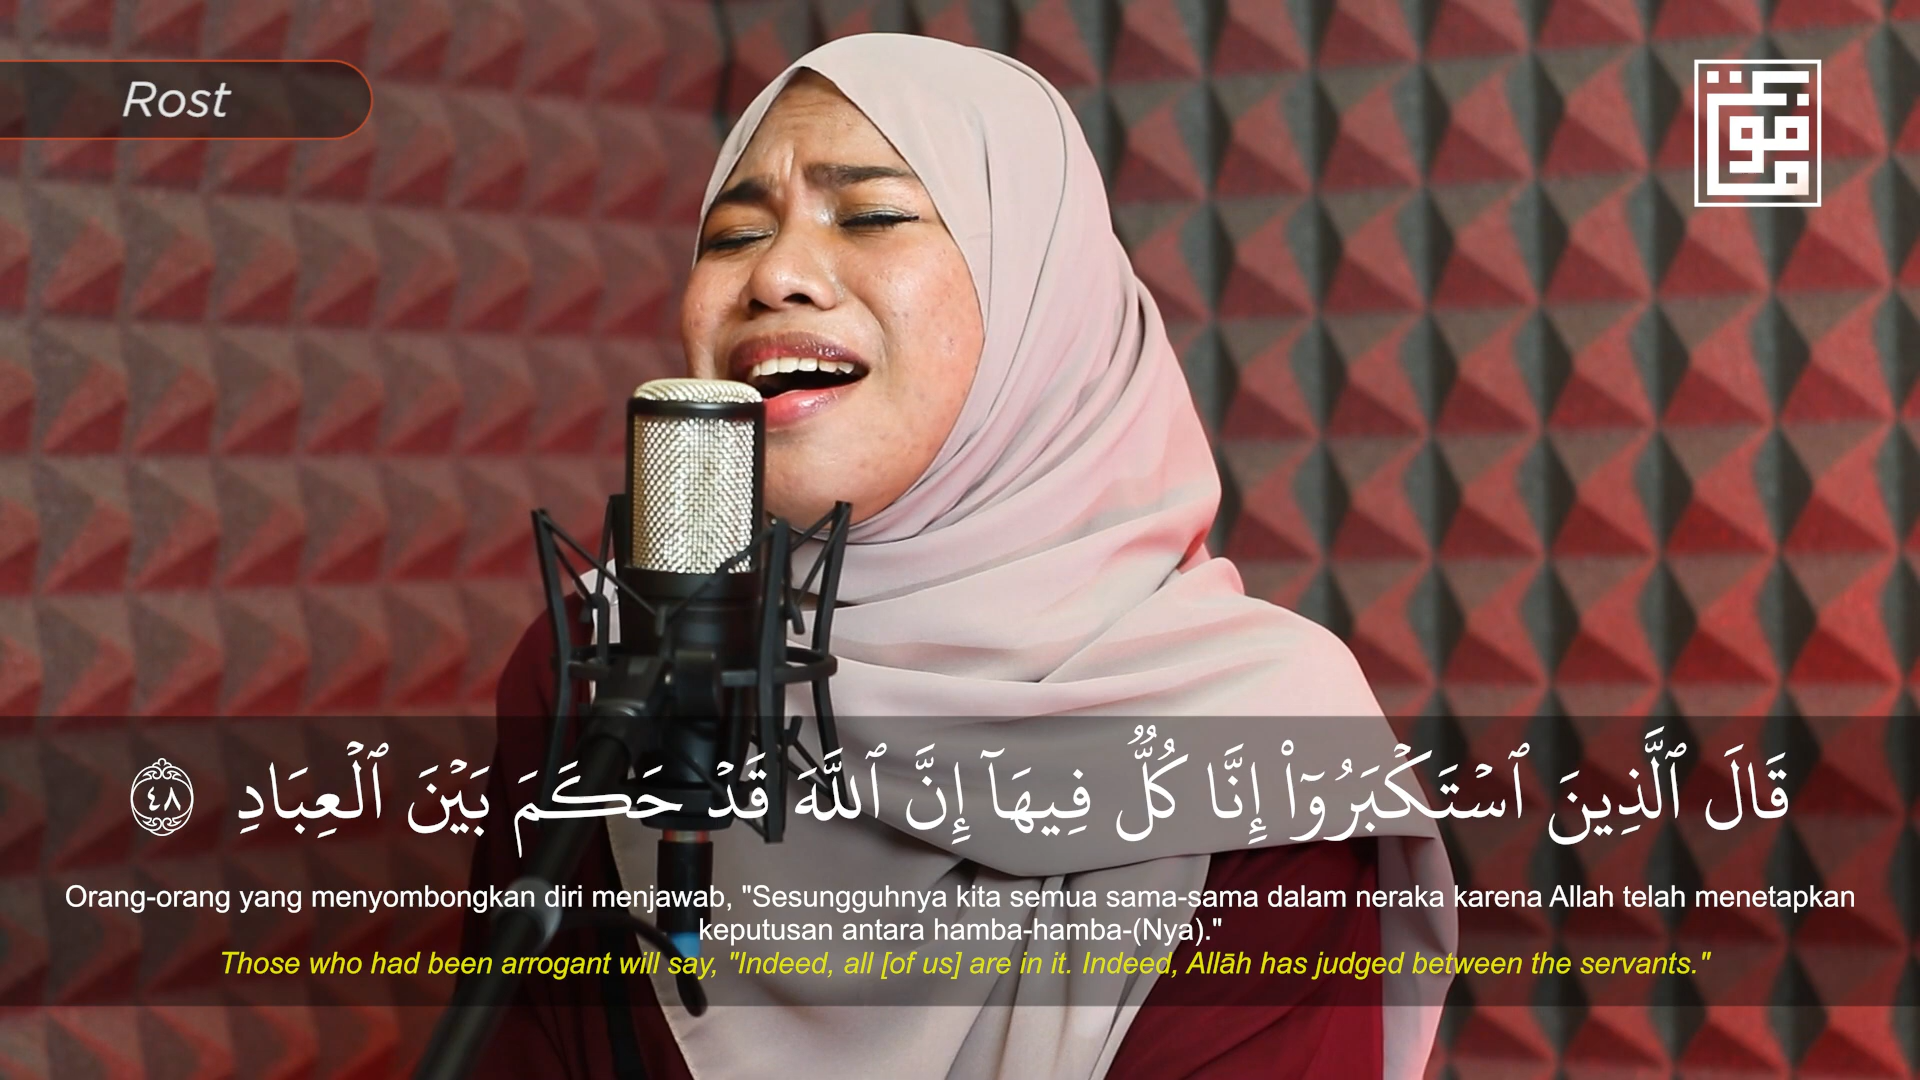 Rost
قَالَ ٱلَّذِينَ ٱسۡتَكۡبَرُوٓاْ إِنَّا كُلّٞ فِيهَآ إِنَّ ٱللَّهَ قَدۡ حَكَمَ بَيۡنَ ٱلۡعِبَادِ ٤٨
Orang-orang yang menyombongkan diri menjawab, "Sesungguhnya kita semua sama-sama dalam neraka karena Allah telah menetapkan
keputusan antara hamba-hamba-(Nya)."
Those who had been arrogant will say, "Indeed, all [of us] are in it. Indeed, Allāh has judged between the servants."